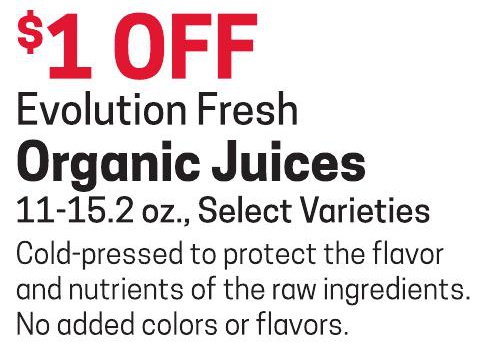 $1 OFF
Evolution Fresh
Organic Juices
11-15.2 oz., Select Varieties
Cold-pressed to protect the flavor
and nutrients of the raw ingredients.
No added colors or flavors.